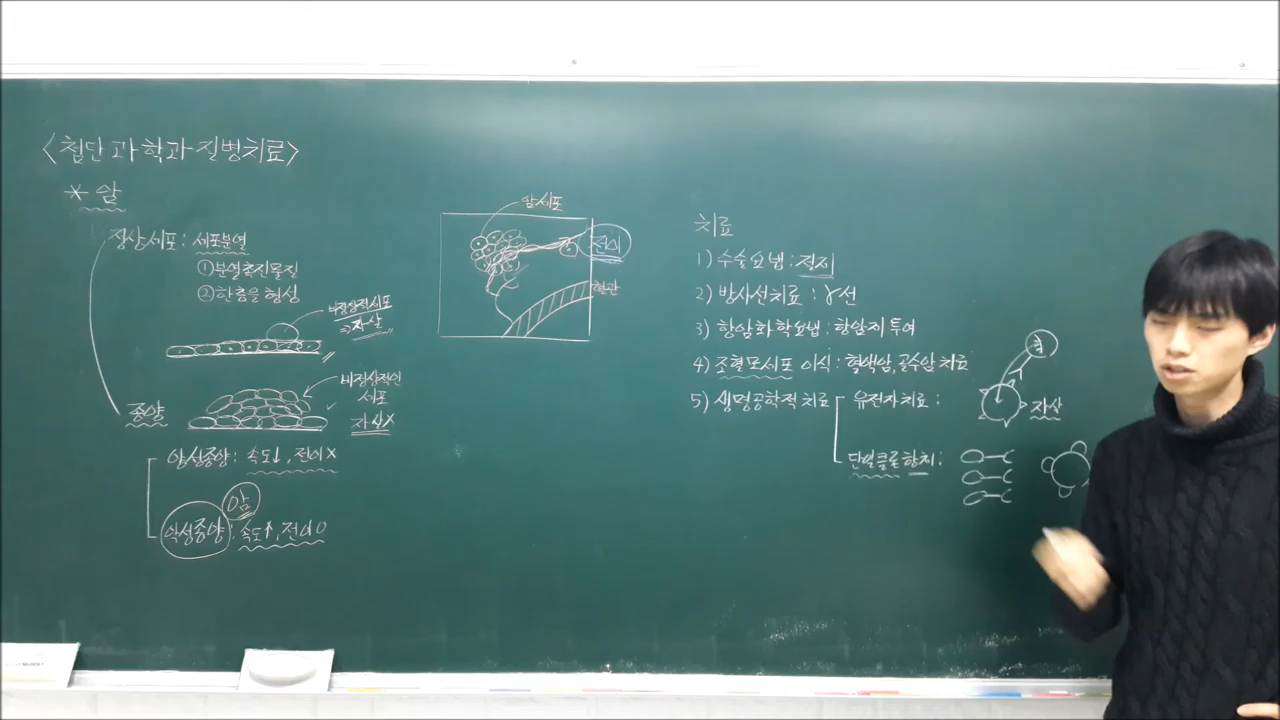 <첨단과학과 질병치료>
* 암
정상세포 : 세포분열
①분열촉진물질
②한층을 형성
비정상적세포
⇒ 자살
비정상적인
세포
자살X
종양
양성종양 : 속도↓, 전이X
암
악성종양 : 속도↑, 전이O
암세포
전이
혈관
치료
1) 수술요법 : 절제
2) 방사선치료 : γ선
3) 항암화학요법 : 항암제 투여
4) 조혈모세포 이식 : 혈액암, 골수암 치료
5) 생명공학적 치료
유전자치료 :
자살
단일클론항체 :